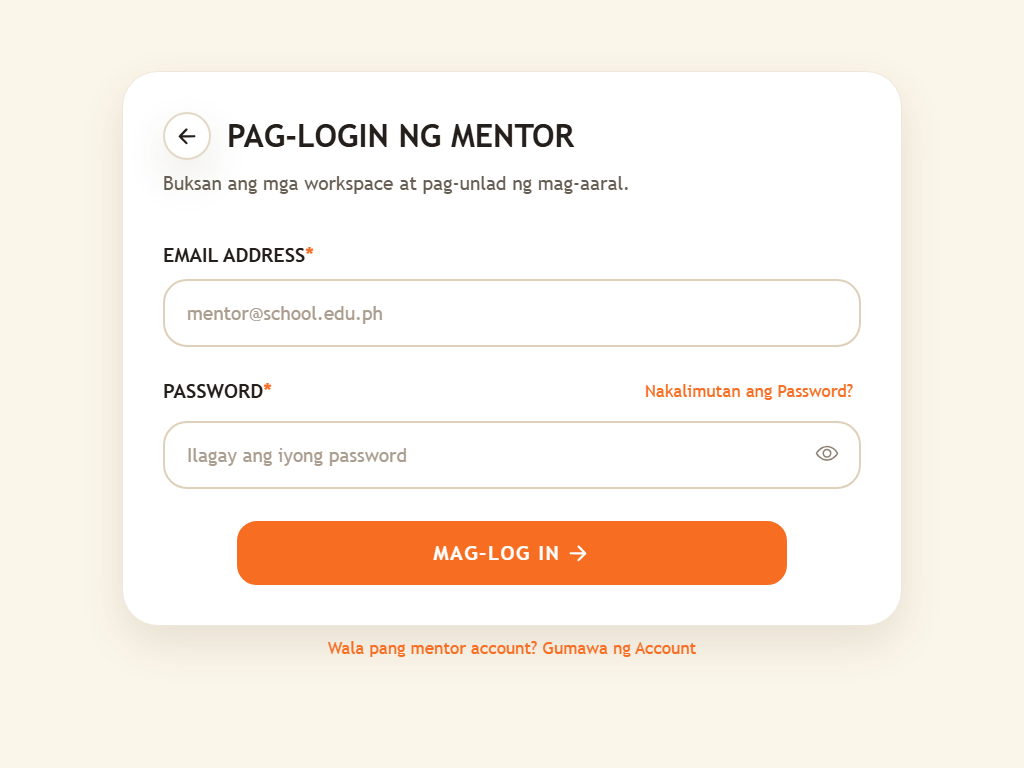 PAG-LOGIN NG MENTOR
Buksan ang mga workspace at pag-unlad ng mag-aaral.
EMAIL ADDRESS*
mentor@school.edu.ph
PASSWORD*
Nakalimutan ang Password?
Ilagay ang iyong password
MAG-LOG IN →
Wala pang mentor account? Gumawa ng Account